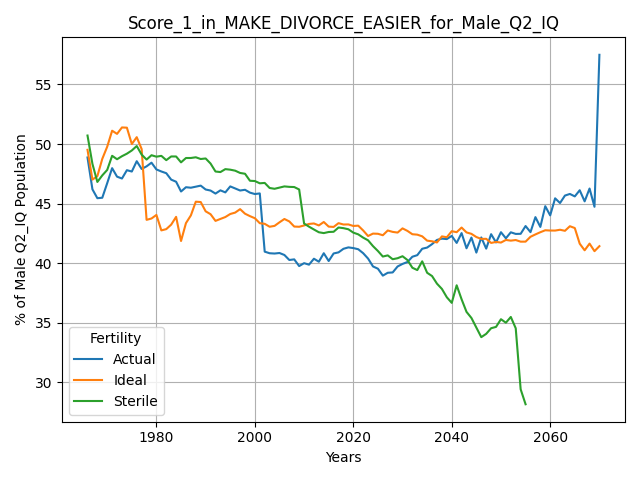 Score_1_in_MAKE_DIVORCE_EASIER_for_Male_Q2_IQ
% of Male Q2_IQ Population
55
50
45
40
35
30
Fertility
Actual
Ideal
Sterile
1980 2000 2020 2040 2060
Years